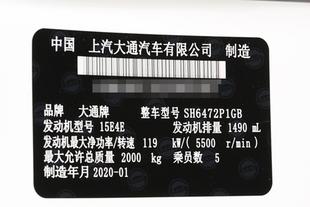 中国 上汽大通汽车有限公司 制造
品牌 大通牌 整车型号 SH6472P1GB
发动机型号 15E4E 发动机排量 1490 mL
发动机最大净功率/转速 119 kW/( 5500 r/min)
最大允许总质量 2000 kg 乘员数 5
制造年月 2020-01